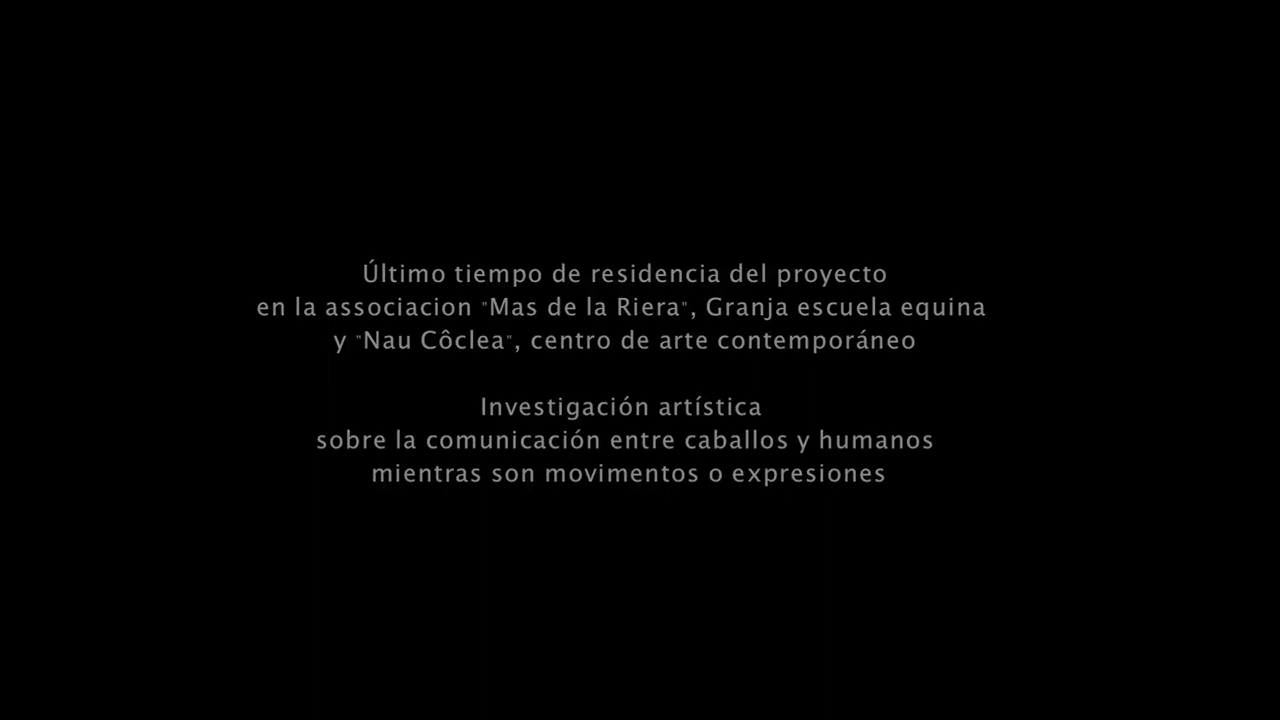 Último tiempo de residencia del proyecto
en la associacion "Mas de la Riera", Granja escuela equina
y "Nau Côclea", centro de arte contemporáneo
Investigación artística
sobre la comunicación entre caballos y humanos
mientras son movimentos o expresiones